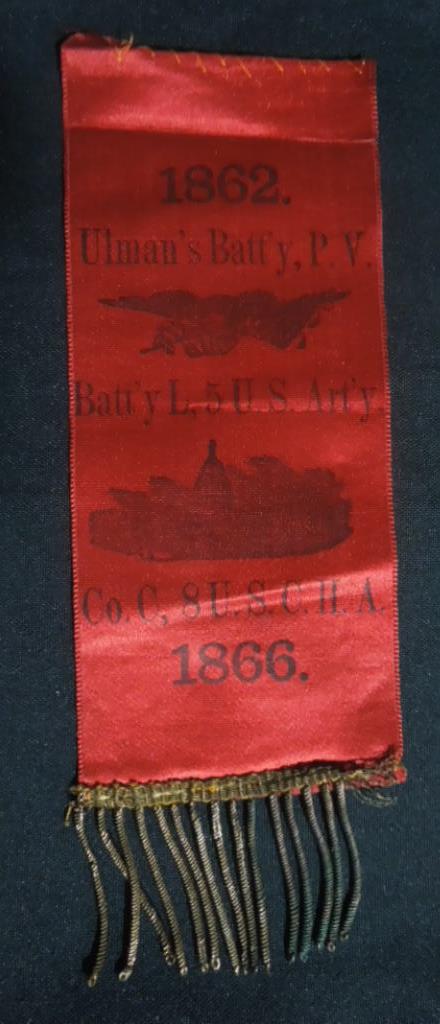 1862.
Ulman's Batt'y, P. V.
Batt'y L, 5 U. S. Art'y.
Co. C, 8 U. S. C. H. A.
1866.